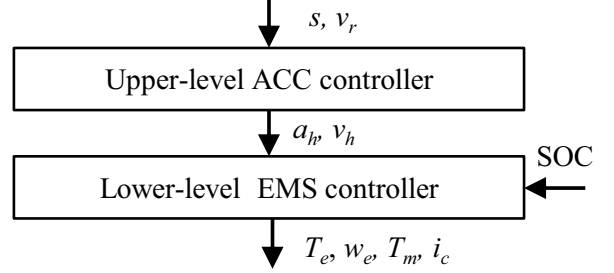 s, v_r
Upper-level ACC controller
a_h, v_h
SOC
Lower-level EMS controller
T_e, w_e, T_m, i_c